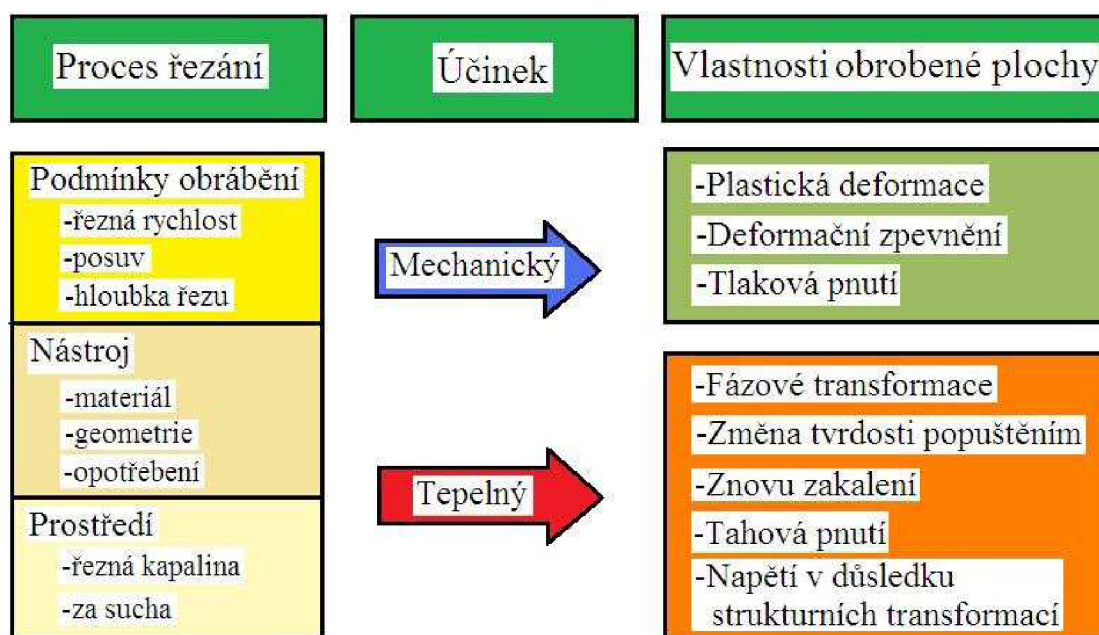 Proces řezání
Účinek
Vlastnosti obrobené plochy
Podmínky obrábění
-řezná rychlost
-posuv
-hloubka řezu
Nástroj
-materiál
-geometrie
-opotřebení
Prostředí
-řezná kapalina
-za sucha
Mechanický
Tepelný
-Plastická deformace
-Deformační zpevnění
-Tlaková pnutí
-Fázové transformace
-Změna tvrdosti popuštěním
-Znovu zakalení
-Tahová pnutí
-Napětí v důsledku
strukturních transformací